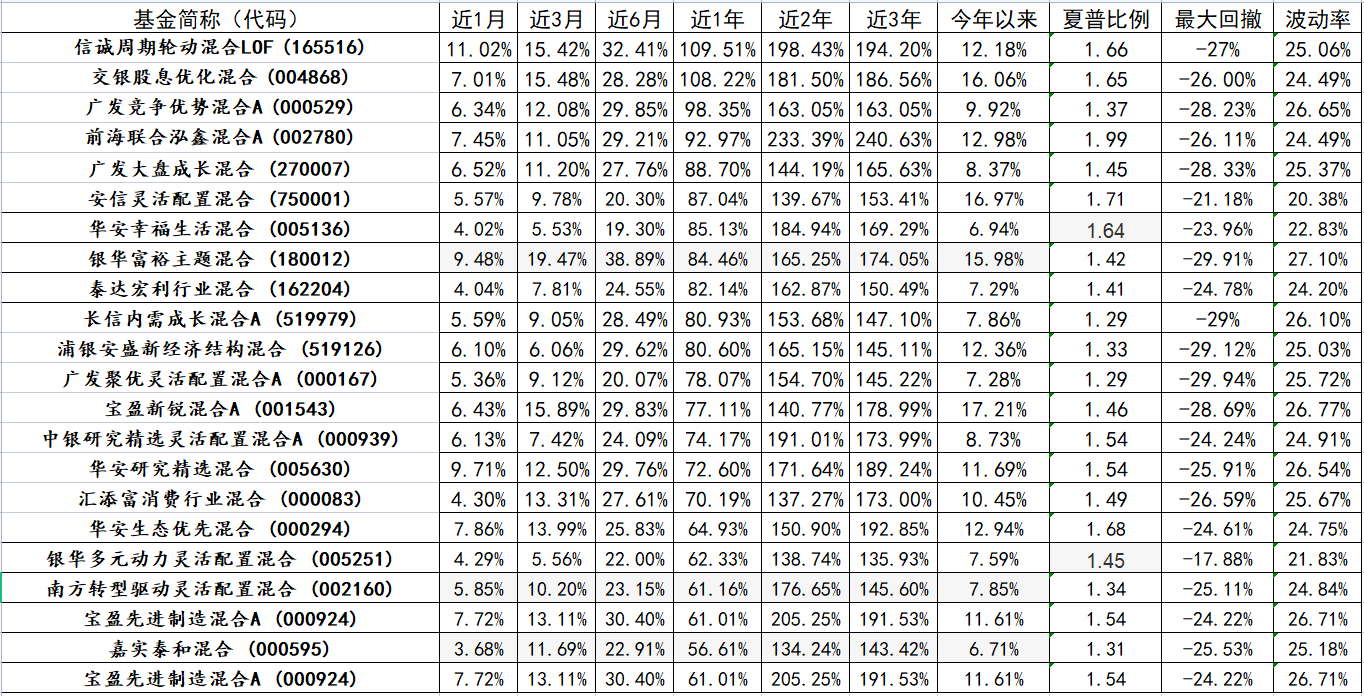 基金简称（代码） 近1月 近3月 近6月 近1年 近2年 近3年 今年以来 夏普比例 最大回撤 波动率
信诚周期轮动混合LOF (165516) 11.02% 15.42% 32.41% 109.51% 198.43% 194.20% 12.18% 1.66 -27% 25.06%
交银股息优化混合 (004868) 7.01% 15.48% 28.28% 108.22% 181.50% 186.56% 16.06% 1.65 -26.00% 24.49%
广发竞争优势混合A (000529) 6.34% 12.08% 29.85% 98.35% 163.05% 163.05% 9.92% 1.37 -28.23% 26.65%
前海联合泓鑫混合A (002780) 7.45% 11.05% 29.21% 92.97% 233.39% 240.63% 12.98% 1.99 -26.11% 24.49%
广发大盘成长混合 (270007) 6.52% 11.20% 27.76% 88.70% 144.19% 165.63% 8.37% 1.45 -28.33% 25.37%
安信灵活配置混合 (750001) 5.57% 9.78% 20.30% 87.04% 139.67% 153.41% 16.97% 1.71 -21.18% 20.38%
华安幸福生活混合 (005136) 4.02% 5.53% 19.30% 85.13% 184.94% 169.29% 6.94% 1.64 -23.96% 22.83%
银华富裕主题混合 (180012) 9.48% 19.47% 38.89% 84.46% 165.25% 174.05% 15.98% 1.42 -29.91% 27.10%
泰达宏利行业混合 (162204) 4.04% 7.81% 24.55% 82.14% 162.87% 150.49% 7.29% 1.41 -24.78% 24.20%
长信内需成长混合A (519979) 5.59% 9.05% 28.49% 80.93% 153.68% 147.10% 7.86% 1.29 -29% 26.10%
浦银安盛新经济结构混合 (519126) 6.10% 6.06% 29.62% 80.60% 165.15% 145.11% 12.36% 1.33 -29.12% 25.03%
广发聚优灵活配置混合A (000167) 5.36% 9.12% 20.07% 78.07% 154.70% 145.22% 7.28% 1.29 -29.94% 25.72%
宝盈新锐混合A (001543) 6.43% 15.89% 29.83% 77.11% 140.77% 178.99% 17.21% 1.46 -28.69% 26.77%
中银研究精选灵活配置混合A (000939) 6.13% 7.42% 24.09% 74.17% 191.01% 173.99% 8.73% 1.54 -24.24% 24.91%
华安研究精选混合 (005630) 9.71% 12.50% 29.76% 72.60% 171.64% 189.24% 11.69% 1.54 -25.91% 26.54%
汇添富消费行业混合 (000083) 4.30% 13.31% 27.61% 70.19% 137.27% 173.00% 10.45% 1.49 -26.59% 25.67%
华安生态优先混合 (000294) 7.86% 13.99% 25.83% 64.93% 150.90% 192.85% 12.94% 1.68 -24.61% 24.75%
银华多元动力灵活配置混合 (005251) 4.29% 5.56% 22.00% 62.33% 138.74% 135.93% 7.59% 1.45 -17.88% 21.83%
南方转型驱动灵活配置混合 (002160) 5.85% 10.20% 23.15% 61.16% 176.65% 145.60% 7.85% 1.34 -25.11% 24.84%
宝盈先进制造混合A (000924) 7.72% 13.11% 30.40% 61.01% 205.25% 191.53% 11.61% 1.54 -24.22% 26.71%
嘉实泰和混合 (000595) 3.68% 11.69% 22.91% 56.61% 134.24% 143.42% 6.71% 1.31 -25.53% 25.18%
宝盈先进制造混合A (000924) 7.72% 13.11% 30.40% 61.01% 205.25% 191.53% 11.61% 1.54 -24.22% 26.71%